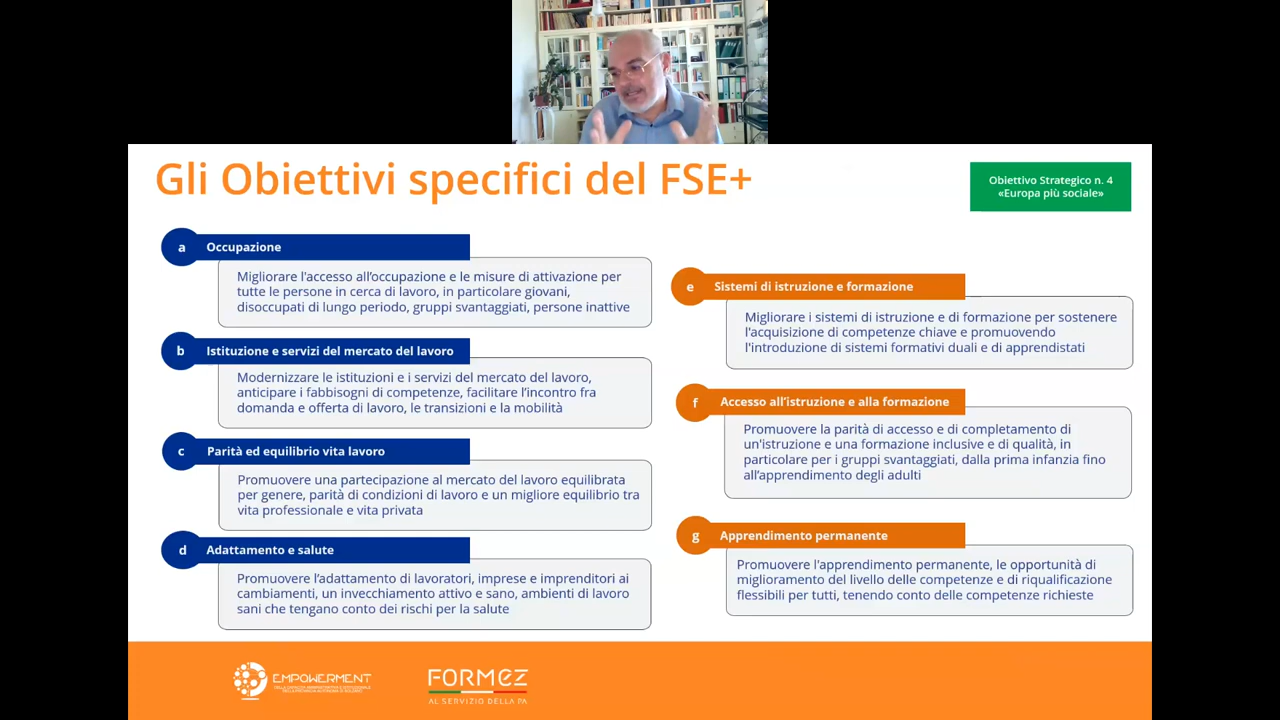 Gli Obiettivi specifici del FSE+
Obiettivo Strategico n. 4
«Europa più sociale»
a
Occupazione
Migliorare l'accesso all'occupazione e le misure di attivazione per
tutte le persone in cerca di lavoro, in particolare giovani,
disoccupati di lungo periodo, gruppi svantaggiati, persone inattive
b
Istituzione e servizi del mercato del lavoro
Modernizzare le istituzioni e i servizi del mercato del lavoro,
anticipare i fabbisogni di competenze, facilitare l'incontro fra
domanda e offerta di lavoro, le transizioni e la mobilità
c
Parità ed equilibrio vita lavoro
Promuovere una partecipazione al mercato del lavoro equilibrata
per genere, parità di condizioni di lavoro e un migliore equilibrio tra
vita professionale e vita privata
d
Adattamento e salute
Promuovere l'adattamento di lavoratori, imprese e imprenditori ai
cambiamenti, un invecchiamento attivo e sano, ambienti di lavoro
sani che tengano conto dei rischi per la salute
e
Sistemi di istruzione e formazione
Migliorare i sistemi di istruzione e di formazione per sostenere
l'acquisizione di competenze chiave e promuovendo
l'introduzione di sistemi formativi duali e di apprendistati
f
Accesso all'istruzione e alla formazione
Promuovere la parità di accesso e di completamento di
un'istruzione e una formazione inclusive e di qualità, in
particolare per i gruppi svantaggiati, dalla prima infanzia fino
all'apprendimento degli adulti
g
Apprendimento permanente
Promuovere l'apprendimento permanente, le opportunità di
miglioramento del livello delle competenze e di riqualificazione
flessibili per tutti, tenendo conto delle competenze richieste
EMPOWERMENT
FORMEZ
AL SERVIZIO DELLA PA